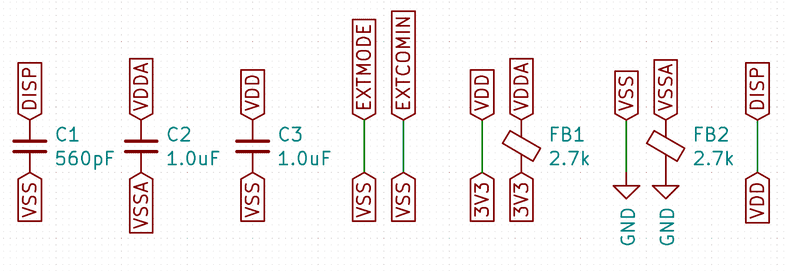 DISP
C1
560pF
VSS
VDDA
C2
1.0uF
VSSA
VDD
C3
1.0uF
VSS
EXTMODE
VSS
EXTCOMIN
VSS
VDD
3V3
VDDA
FB1
2.7k
3V3
VSS
GND
VSSA
FB2
2.7k
GND
DISP
VDD